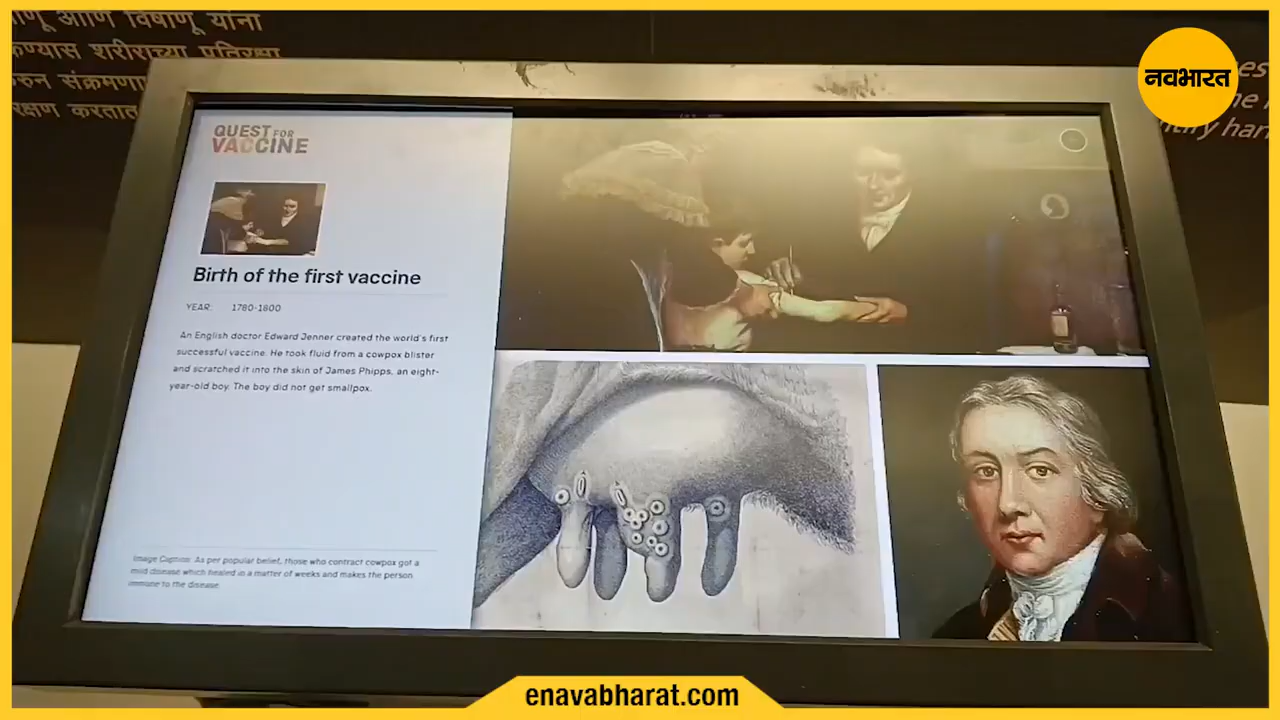 आणि विषाणू यांना
शरीराच्या
संक्रमणा
करतात
नवभारत
QUEST FOR
VACCINE
Birth of the first vaccine
YEAR: 1780-1800
An English doctor Edward Jenner created the world's first
successful vaccine. He took fluid from a cowpox blister
and scratched it into the skin of James Phipps, an eight-
year-old boy. The boy did not get smallpox.
Image Caption: As per popular belief, those who contract cowpox got a
mild disease which healed in a matter of weeks and makes the person
immune to the disease.
enavabharat.com